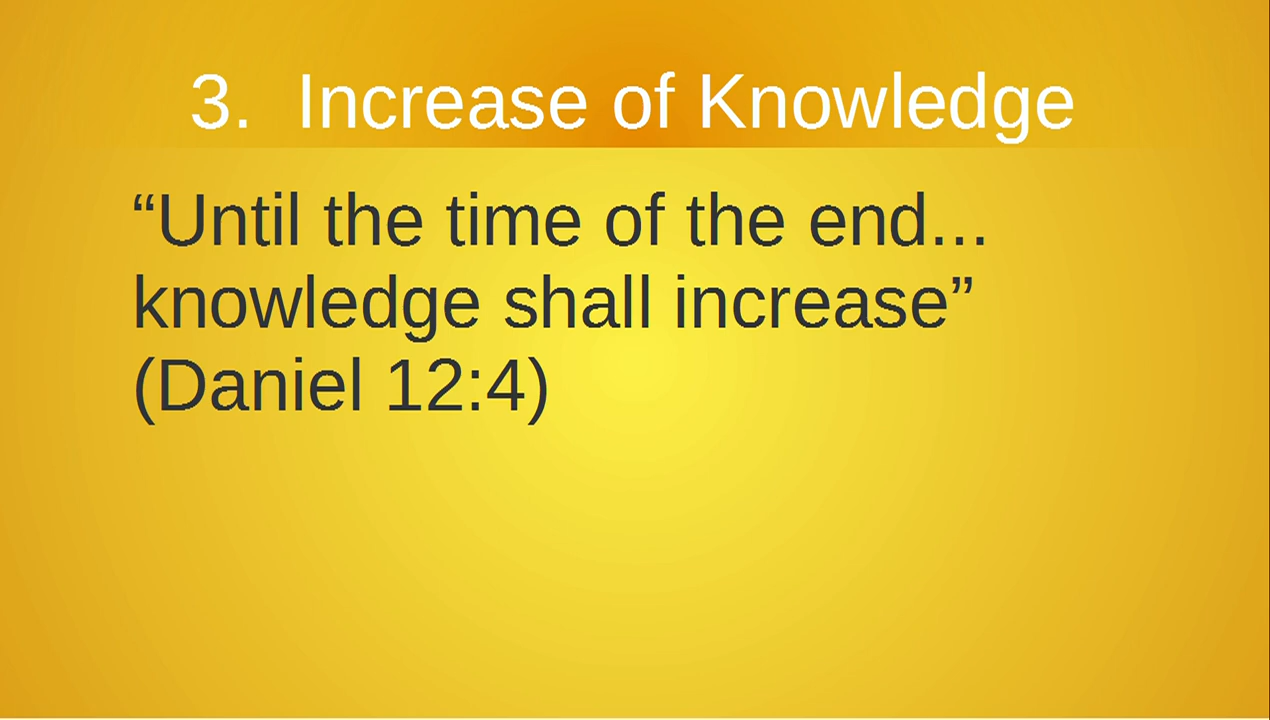 3. Increase of Knowledge
“Until the time of the end...
knowledge shall increase”
(Daniel 12:4)